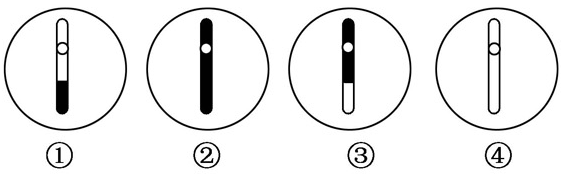 ① ② ③ ④